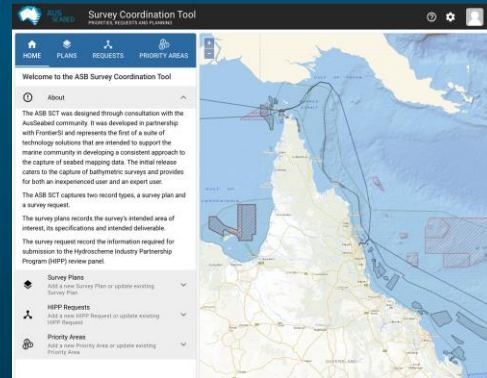 AUS
SEABED
Survey Coordination Tool
PRIORITIES, REQUESTS AND PLANNING
HOME
PLANS
REQUESTS
PRIORITY AREAS
Welcome to the ASB Survey Coordination Tool
About
The ASB SCT was designed through consultation with the
AusSeabed community. It was developed in partnership
with FrontierSI and represents the first of a suite of
technology solutions that are intended to support the
marine community in developing a consistent approach to
the capture of seabed mapping data. The initial release
caters to the capture of bathymetric surveys and provides
for both an inexperienced user and an expert user.
The ASB SCT captures two record types, a survey plan and
a survey request.
The survey plans records the survey's intended area of
interest, its specifications and intended deliverable.
The survey request record the information required for
submission to the Hydroscheme Industry Partnership
Program (HIPP) review panel.
Survey Plans
Add a new Survey Plan or update existing
Survey Plan
HIPP Requests
Add a new HIPP Request or update existing
HIPP Request
Priority Areas
Add a new Priority Area or update existing
Priority Area
QUEENSLAND